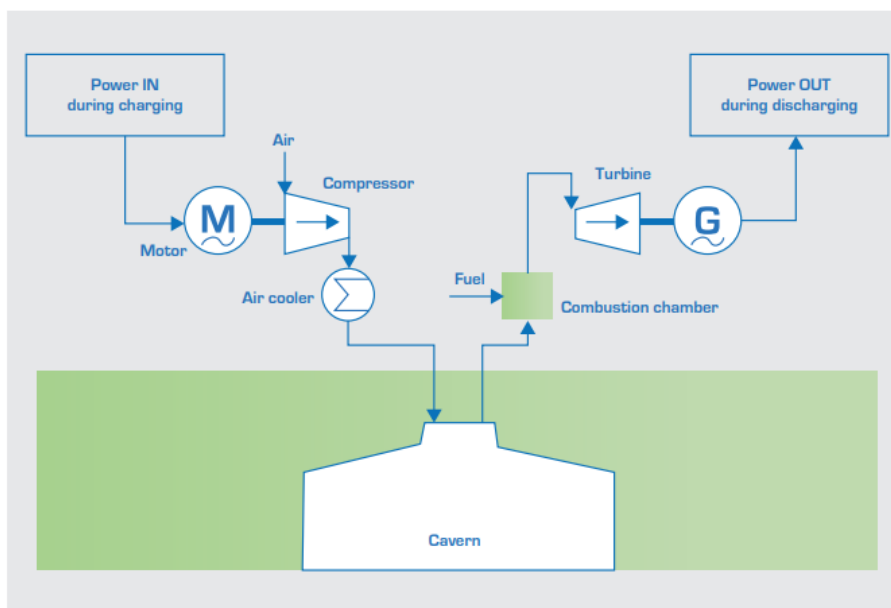 Power IN
during charging
Power OUT
during discharging
Air
Compressor
Turbine
M
G
Motor
Air cooler
Fuel
Combustion chamber
Cavern